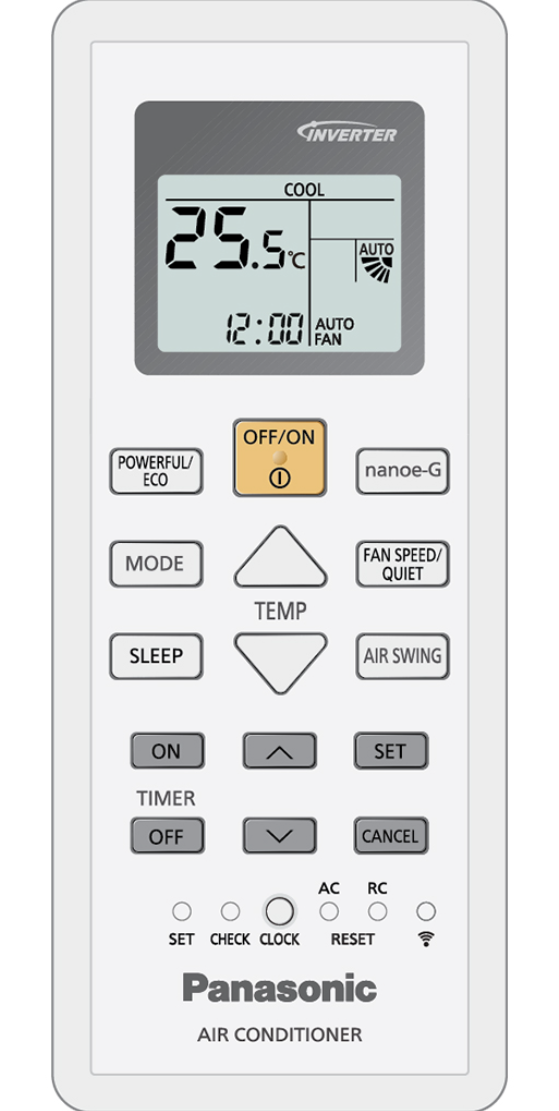 INVERTER
COOL
25.5°C
AUTO
12:00 AUTO
FAN
OFF/ON
POWERFUL/
ECO
nanoe-G
MODE
FAN SPEED/
QUIET
TEMP
SLEEP
AIR SWING
ON
SET
TIMER
OFF
CANCEL
AC RC
SET CHECK CLOCK RESET
Panasonic
AIR CONDITIONER